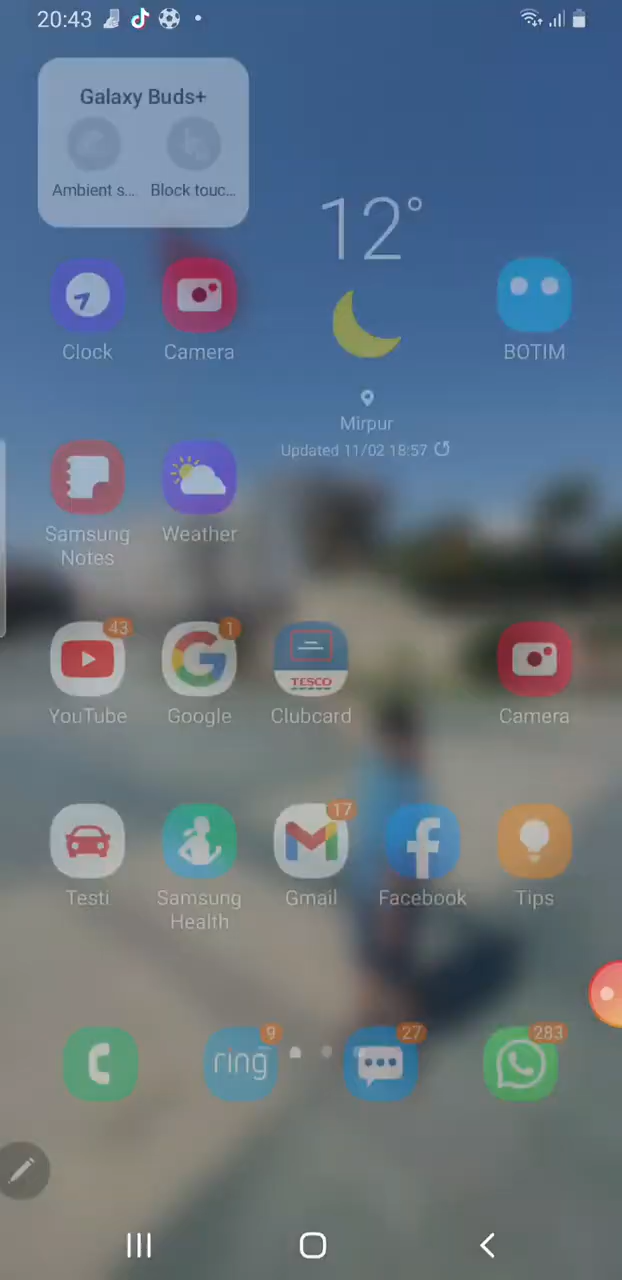 20:43
Galaxy Buds+
Ambient s...
Block touc...
12°
Mirpur
Updated 11/02 18:57
Clock
Camera
BOTIM
Samsung
Notes
Weather
43
1
TESCO
YouTube
Google
Clubcard
Camera
17
Testi
Samsung
Health
Gmail
Facebook
Tips
9
27
283
ring